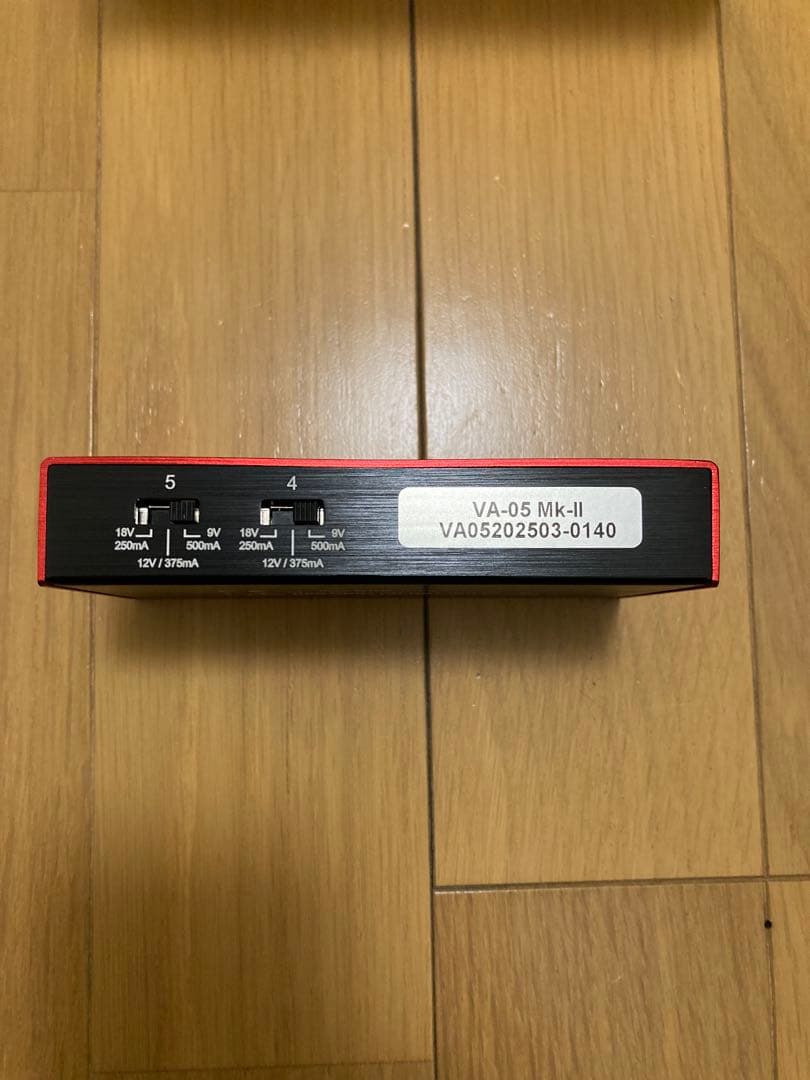 5
18V 9V
250mA 500mA
12V / 375mA
4
18V 9V
250mA 500mA
12V / 375mA
VA-05 Mk-II
VA05202503-0140